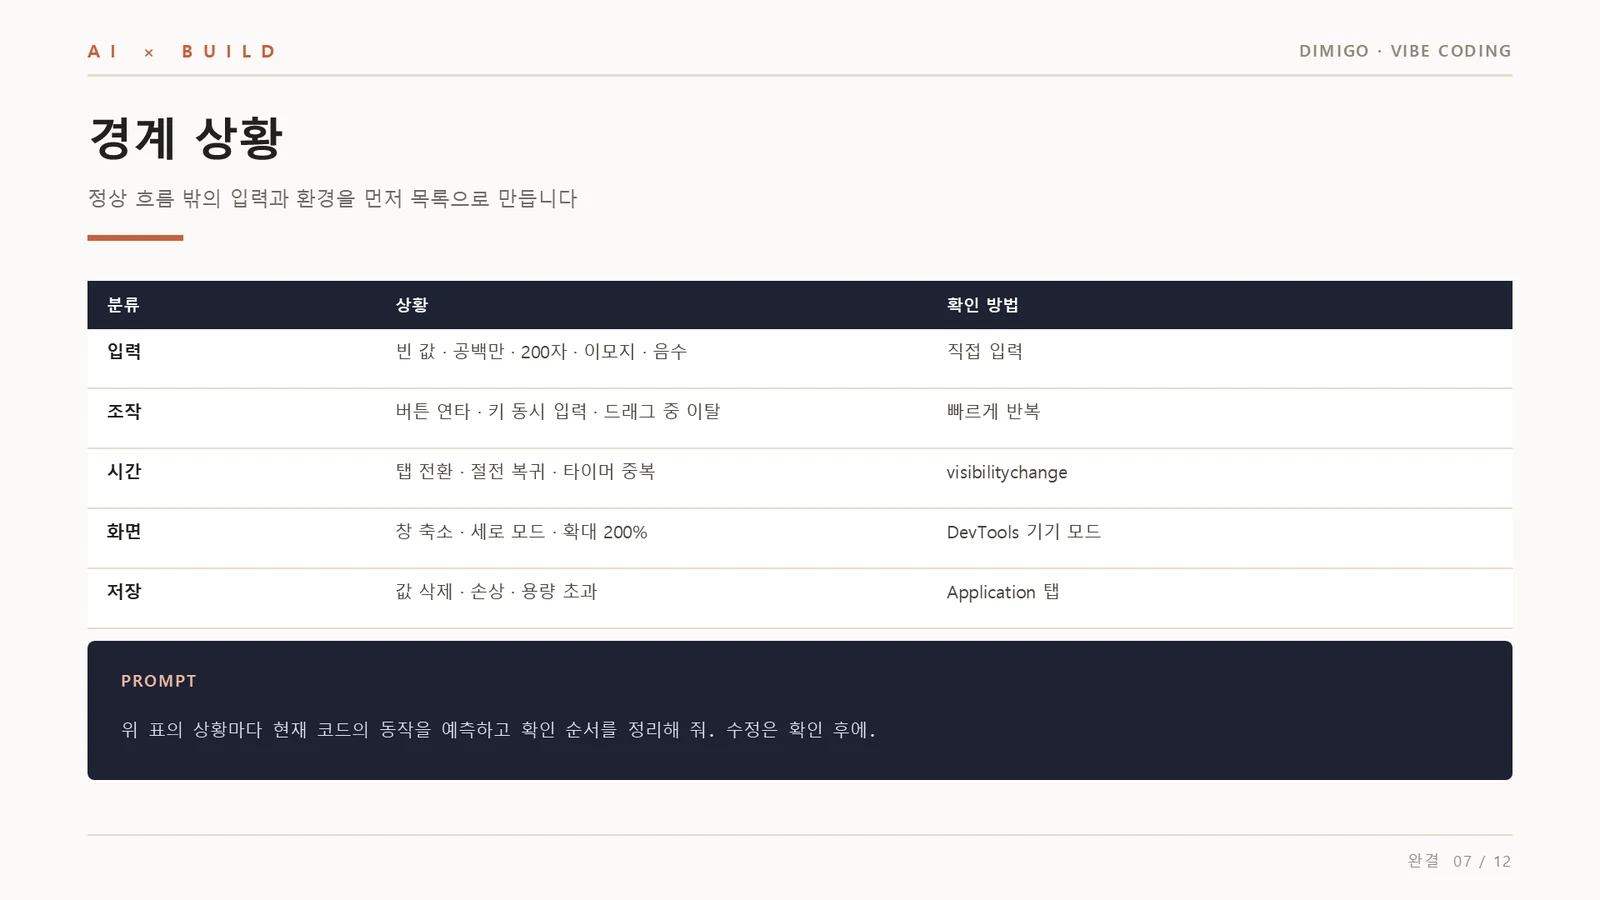 AI × BUILD
DIMIGO · VIBE CODING
경계 상황
정상 흐름 밖의 입력과 환경을 먼저 목록으로 만듭니다
분류 상황 확인 방법
입력 빈 값 · 공백만 · 200자 · 이모지 · 음수 직접 입력
조작 버튼 연타 · 키 동시 입력 · 드래그 중 이탈 빠르게 반복
시간 탭 전환 · 절전 복귀 · 타이머 중복 visibilitychange
화면 창 축소 · 세로 모드 · 확대 200% DevTools 기기 모드
저장 값 삭제 · 손상 · 용량 초과 Application 탭
PROMPT
위 표의 상황마다 현재 코드의 동작을 예측하고 확인 순서를 정리해 줘. 수정은 확인 후에.
완결 07 / 12